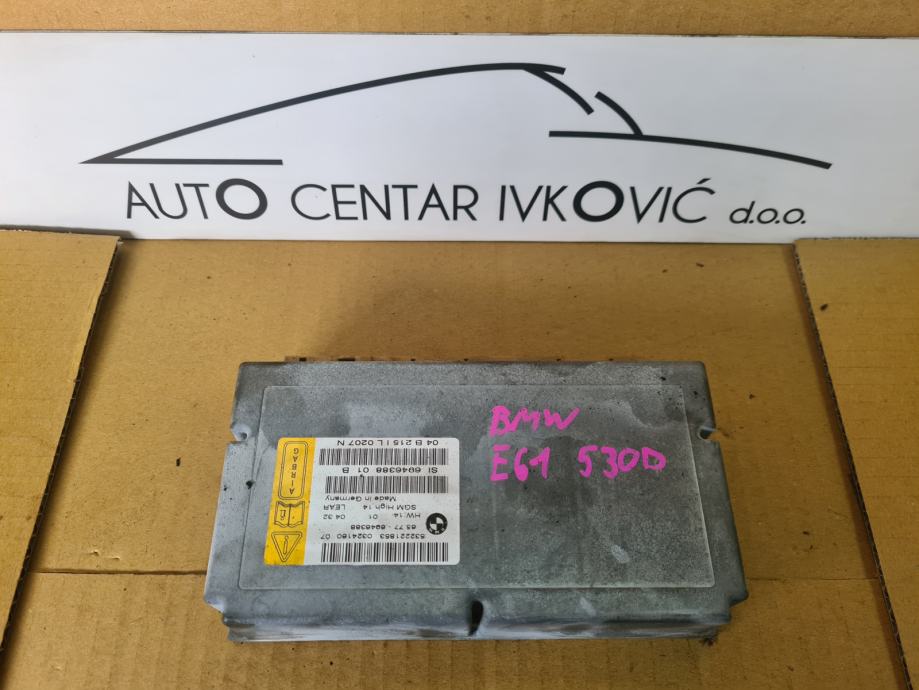 AUTO CENTAR IVKOVIĆ d.o.o.
BMW
E61 530D
532221853 0324180 07
65.77 - 6946388
HW:14 01 04 32
SGM High 14 LEAR
Made in Germany
SI 6946388 01 B
04 B 215 I L 0207 N
AIRBAG